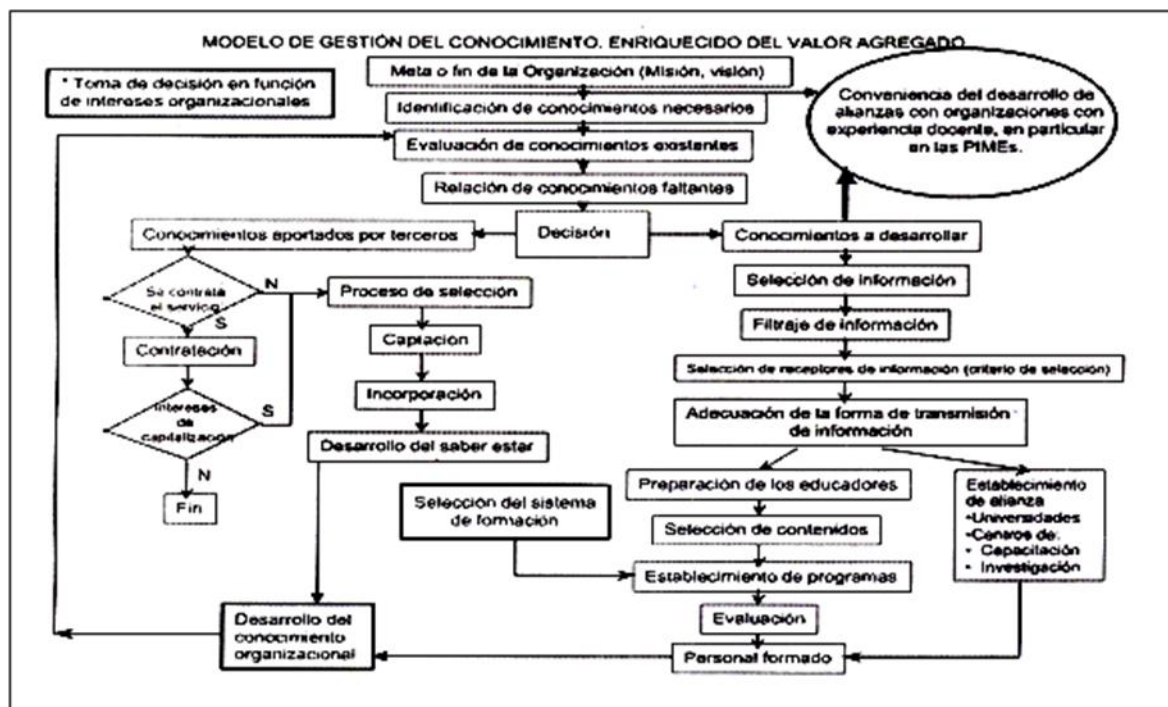 MODELO DE GESTIÓN DEL CONOCIMIENTO. ENRIQUECIDO DEL VALOR AGREGADO
* Toma de decisión en función
de intereses organizacionales
Meta o fin de la Organización (Misión, visión)
Identificación de conocimientos necesarios
Evaluación de conocimientos existentes
Relación de conocimientos faltantes
Conveniencia del desarrollo de
alianzas con organizaciones con
experiencia docente, en particular
en las PIMEs.
Conocimientos aportados por terceros
Decisión
Conocimientos a desarrollar
Se contrata
el servicio
N
S
Contratación
Intereses
de
capitalización
S
N
Fin
Proceso de selección
Captación
Incorporación
Desarrollo del saber estar
Selección de información
Filtraje de información
Selección de receptores de información (criterio de selección)
Adecuación de la forma de transmisión
de información
Preparación de los educadores
Selección de contenidos
Selección del sistema
de formación
Establecimiento de programas
Evaluación
Personal formado
Establecimiento
de alianza
•Universidades
•Centros de:
• Capacitación
• Investigación
Desarrollo del
conocimiento
organizacional